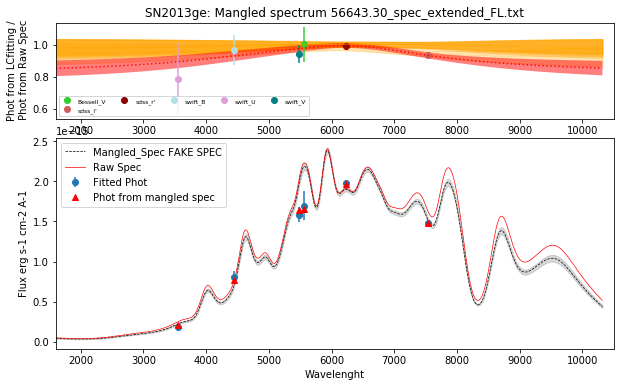 SN2013ge: Mangled spectrum 56643.30_spec_extended_FL.txt
Phot from LCfitting /
Phot from Raw Spec
1.0
0.8
0.6
Bessell_V
sdss_r'
swift_B
swift_U
swift_V
sdss_i'
2000 3000 4000 5000 6000 7000 8000 9000 10000
1e-15
Flux erg s-1 cm-2 A-1
2.5
2.0
1.5
1.0
0.5
0.0
Mangled_Spec FAKE SPEC
Raw Spec
Fitted Phot
Phot from mangled spec
2000 3000 4000 5000 6000 7000 8000 9000 10000
Wavelenght